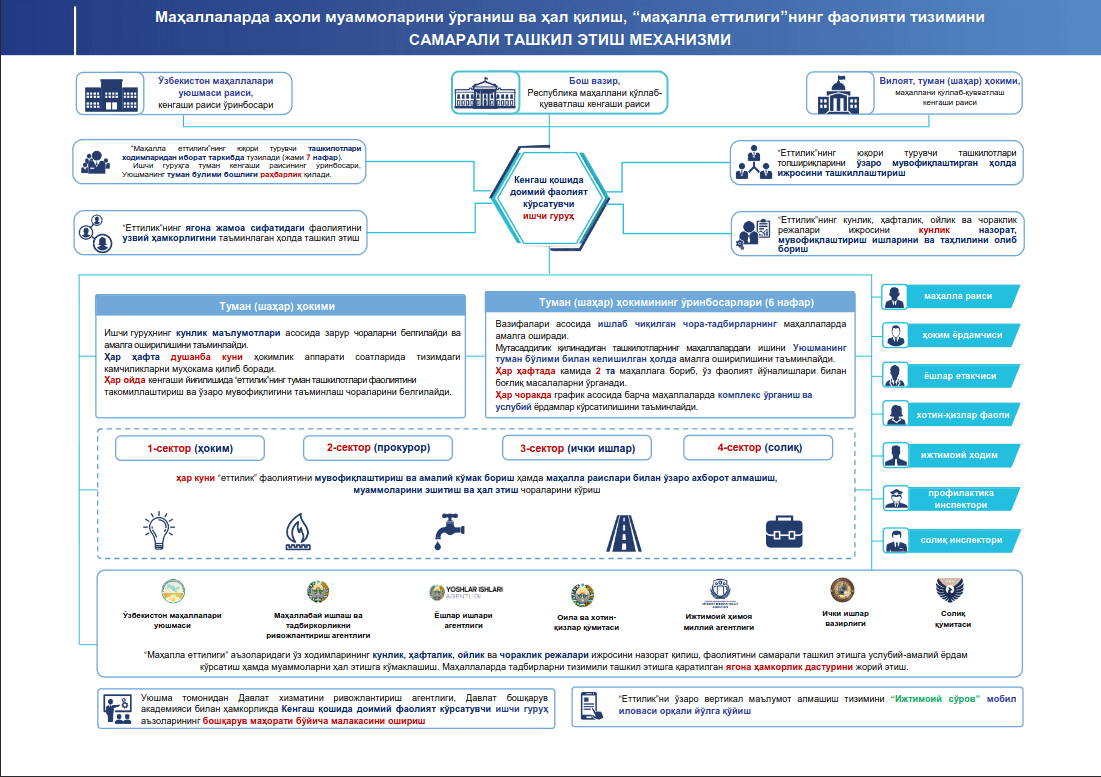 Маҳаллаларда аҳоли муаммоларини ўрганиш ва ҳал қилиш, “маҳалла еттилиги”нинг фаолияти тизимини
САМАРАЛИ ТАШКИЛ ЭТИШ МЕХАНИЗМИ
Ўзбекистон маҳаллалари
уюшмаси раиси,
кенгаши раиси ўринбосари
Бош вазир,
Республика маҳаллани қўллаб-
қувватлаш кенгаши раиси
Вилоят, туман (шаҳар) ҳокими,
маҳаллани қуллаб-қувватлаш
кенгаши раиси
“Маҳалла еттилиги”нинг юқори турувчи ташкилотлари
ходимларидан иборат таркибда тузилади (жами 7 нафар).
Ишчи гуруҳга туман кенгаши раисининг ўринбосари,
Уюшманинг туман бўлими бошлиғи раҳбарлик қилади.
“Еттилик”нинг ягона жамоа сифатидаги фаолиятини
узвий ҳамкорлигини таъминлаган ҳолда ташкил этиш
Кенгаш қошида
доимий фаолият
кўрсатувчи
ишчи гуруҳ
“Еттилик”нинг юқори турувчи ташкилотлари
топшириқларини ўзаро мувофиқлаштирган ҳолда
ижросини ташкиллаштириш
“Еттилик”нинг кунлик, ҳафталик, ойлик ва чораклик
режалари ижросини кунлик назорат,
мувофиқлаштириш ишларини ва таҳлилини олиб
бориш
Туман (шаҳар) ҳокими
Ишчи гуруҳнинг кунлик маълумотлари асосида зарур чораларни белгилайди ва
амалга оширилишини таъминлайди.
Ҳар ҳафта душанба куни ҳокимлик аппарати соатларида тизимдаги
камчиликларни муҳокама қилиб боради.
Ҳар ойда кенгаши йиғилишида “еттилик”нинг туман ташкилотлари фаолиятини
такомиллаштириш ва ўзаро мувофиқлигини таъминлаш чораларини белгилайди.
Туман (шаҳар) ҳокимининг ўринбосарлари (6 нафар)
Вазифалари асосида ишлаб чиқилган чора-тадбирларнинг маҳаллаларда
амалга оширади.
Мутасаддилик қилинадиган ташкилотларнинг маҳаллалардаги ишини Уюшманинг
туман бўлими билан келишилган ҳолда амалга оширилишини таъминлайди.
Ҳар ҳафтада камида 2 та маҳаллага бориб, ўз фаолият йўналишлари билан
боғлиқ масалаларни ўрганади.
Ҳар чоракда график асосида барча маҳаллаларда комплекс ўрганиш ва
услубий ёрдамлар кўрсатилишини таъминлайди.
маҳалла раиси
ҳоким ёрдамчиси
ёшлар етакчиси
хотин-қизлар фаоли
ижтимоий ходим
профилактика
инспектори
солиқ инспектори
1-сектор (ҳоким)
2-сектор (прокурор)
3-сектор (ички ишлар)
4-сектор (солиқ)
ҳар куни “еттилик” фаолиятини мувофиқлаштириш ва амалий кўмак бориш ҳамда маҳалла раислари билан ўзаро ахборот алмашиш,
муаммоларини эшитиш ва ҳал этиш чораларини кўриш
YOSHLAR ISHLARI
AGENTLIGI
Ўзбекистон маҳаллалари
уюшмаси
Маҳаллабай ишлаш ва
тадбиркорликни
ривожлантириш агентлиги
Ёшлар ишлари
агентлиги
Оила ва хотин-
қизлар қўмитаси
Ижтимоий ҳимоя
миллий агентлиги
Ички ишлар
вазирлиги
Солиқ
қўмитаси
“Маҳалла еттилиги” аъзоларидаги ўз ходимларининг кунлик, ҳафталик, ойлик ва чораклик режалари ижросини назорат қилиш, фаолиятини самарали ташкил этишга услубий-амалий ёрдам
кўрсатиш ҳамда муаммоларни ҳал этишга кўмаклашиш. Маҳаллаларда тадбирларни тизимили ташкил этишга қаратилган ягона ҳамкорлик дастурини жорий этиш.
Уюшма томонидан Давлат хизматини ривожлантириш агентлиги, Давлат бошқарув
академияси билан ҳамкорликда Кенгаш қошида доимий фаолият кўрсатувчи ишчи гуруҳ
аъзоларининг бошқарув маҳорати бўйича малакасини ошириш
“Еттилик”ни ўзаро вертикал маълумот алмашиш тизимини “Ижтимоий сўров” мобил
иловаси орқали йўлга қўйиш